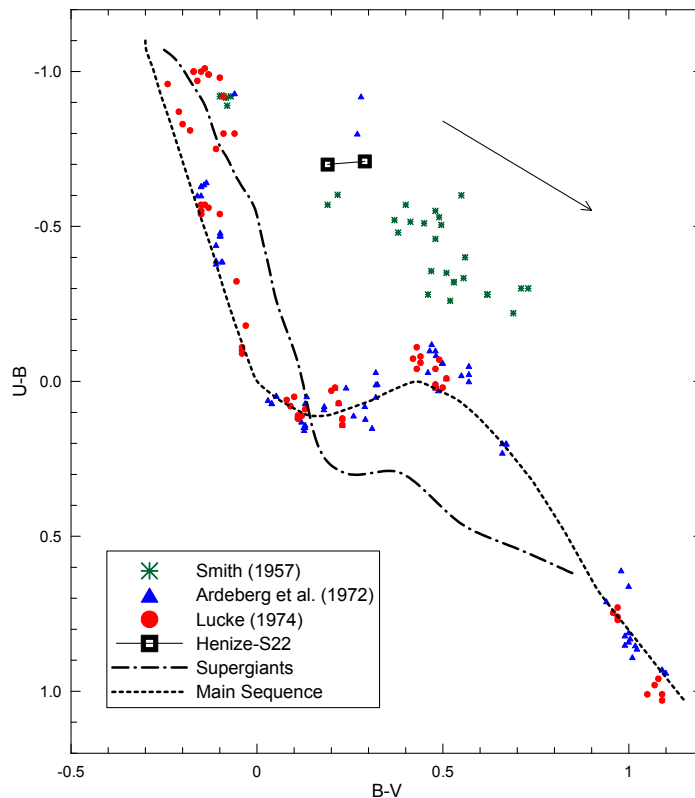 -1.0
-0.5
0.0
0.5
1.0
U-B
Smith (1957)
Ardeberg et al. (1972)
Lucke (1974)
Henize-S22
Supergiants
Main Sequence
-0.5
0
0.5
1
B-V